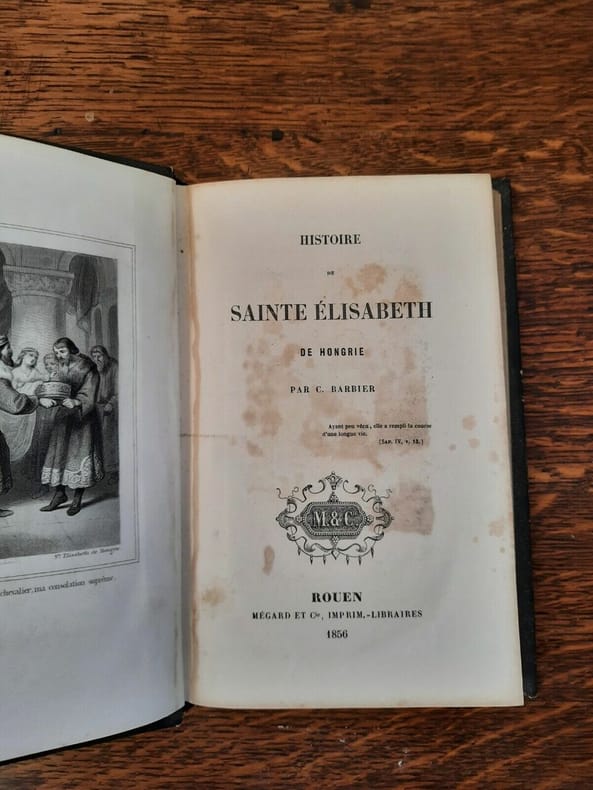 Ste Elisabeth de Hongrie
chevalier, ma consolation suprême.
HISTOIRE
DE
SAINTE ÉLISABETH
DE HONGRIE
PAR C. BARBIER
Ayant peu vécu, elle a rempli la course
d'une longue vie.
(SAP. IV, v. 13.)
M & C.
ROUEN
MÉGARD ET Cie, IMPRIM.-LIBRAIRES
1856